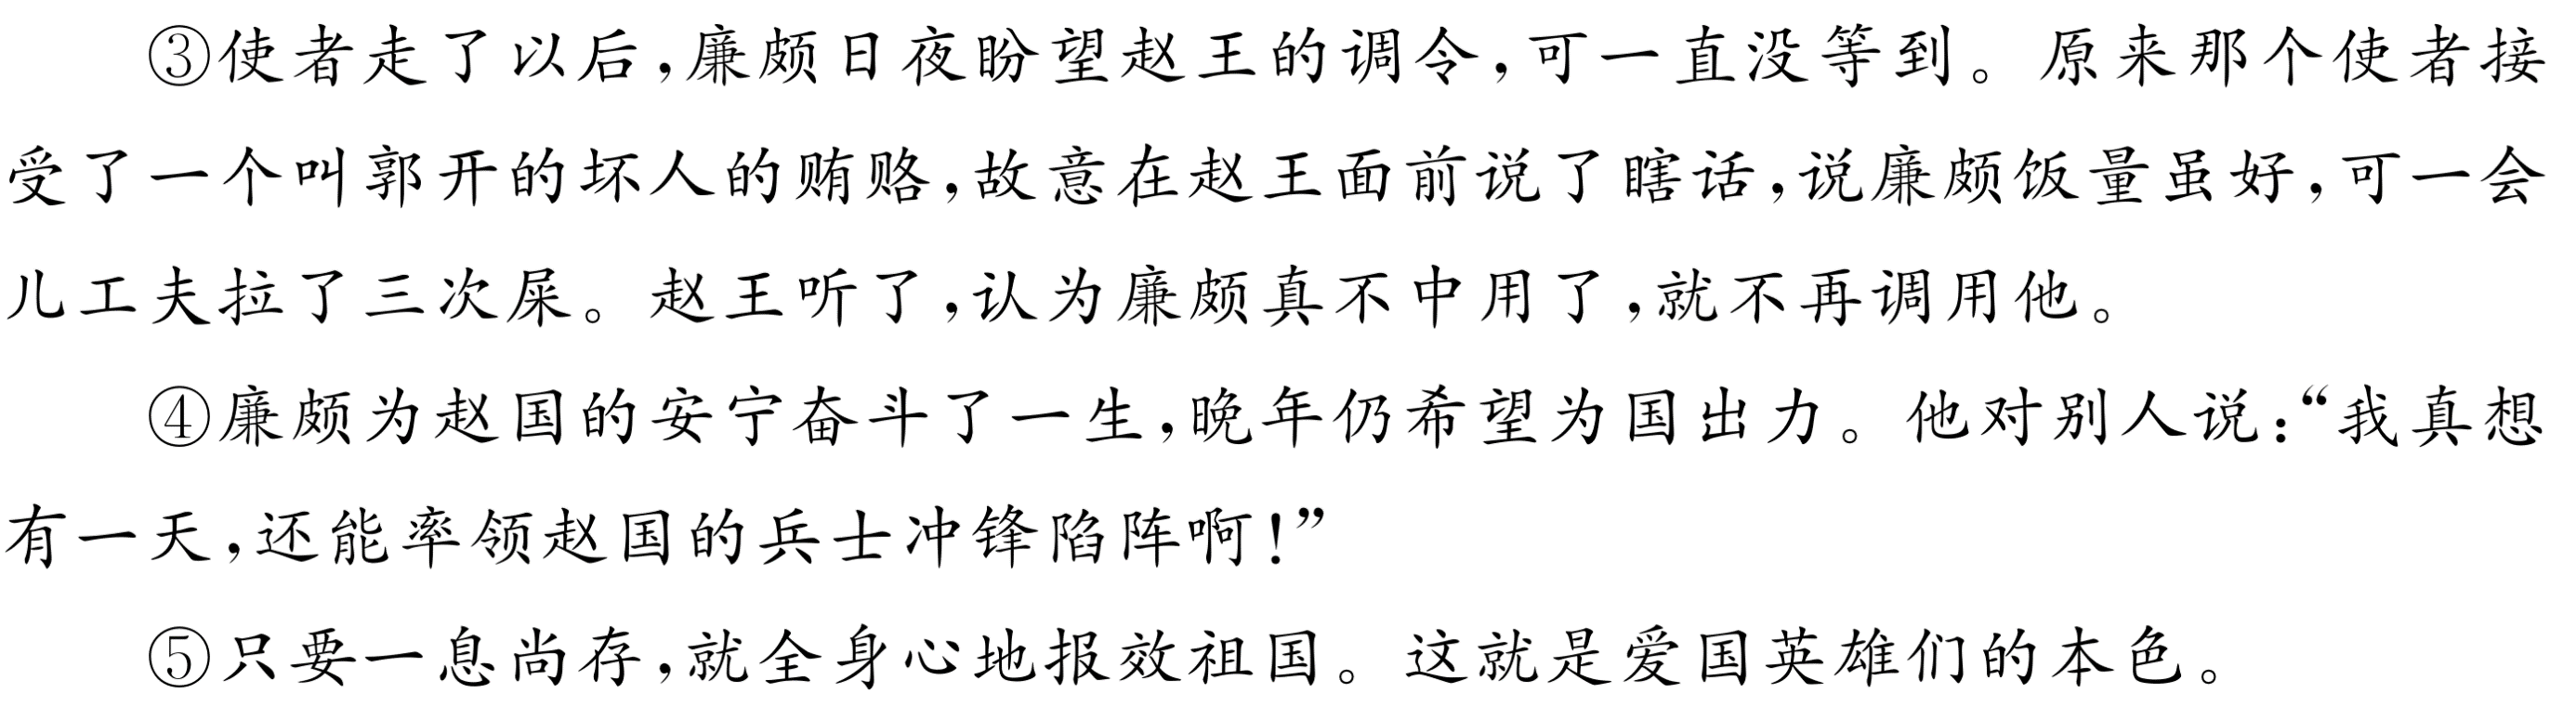 ③使者走了以后,廉颇日夜盼望赵王的调令,可一直没等到。原来那个使者接
受了一个叫郭开的坏人的贿赂,故意在赵王面前说了瞎话,说廉颇饭量虽好,可一会
儿工夫拉了三次屎。赵王听了,认为廉颇真不中用了,就不再调用他。
④廉颇为赵国的安宁奋斗了一生,晚年仍希望为国出力。他对别人说:“我真想
有一天,还能率领赵国的兵士冲锋陷阵啊!”
⑤只要一息尚存,就全身心地报效祖国。这就是爱国英雄们的本色。